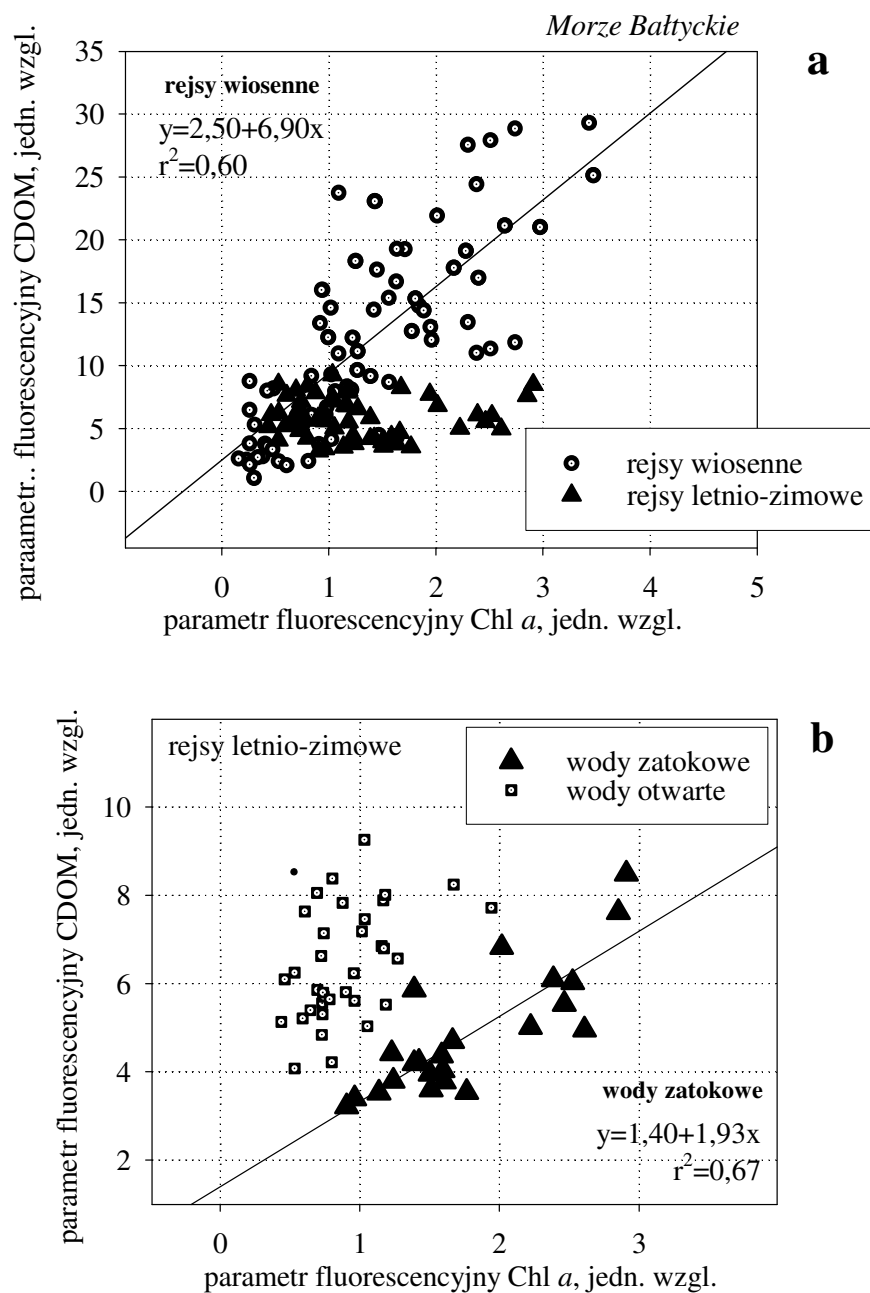 Morze Bałtyckie
a
35
30
25
20
15
10
5
0
paraametr.. fluorescencyjny CDOM, jedn. wzgl.
rejsy wiosenne
y=2,50+6,90x
r²=0,60
rejsy wiosenne
rejsy letnio-zimowe
0 1 2 3 4 5
parametr fluorescencyjny Chl a, jedn. wzgl.
b
rejsy letnio-zimowe
wody zatokowe
wody otwarte
10
8
6
4
2
parametr fluorescencyjny CDOM, jedn. wzgl.
wody zatokowe
y=1,40+1,93x
r²=0,67
0 1 2 3
parametr fluorescencyjny Chl a, jedn. wzgl.